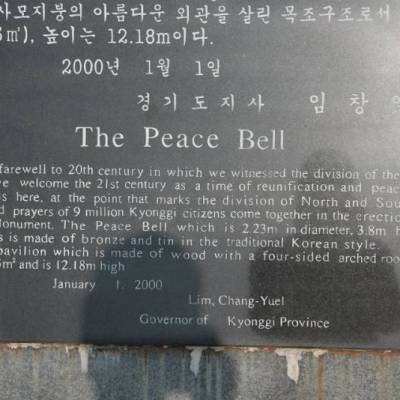 사모지붕의 아름다운 외관을 살린 목조구조로서
㎡), 높이는 12.18m이다.
2000년 1월 1일
경기도지사 임창
The Peace Bell
farewell to 20th century in which we witnessed the division of the
welcome the 21st century as a time of reunification and peac
s here, at the point that marks the division of North and Sou
d prayers of 9 million Kyonggi citizens come together in the erectio
onument. The Peace Bell which is 2.23m in diameter, 3.8m h
s is made of bronze and tin in the traditional Korean style.
pavilion which is made of wood with a four-sided arched roo
m² and is 12.18m high
January 1. 2000
Lim, Chang-Yuel
Governor of Kyonggi Province